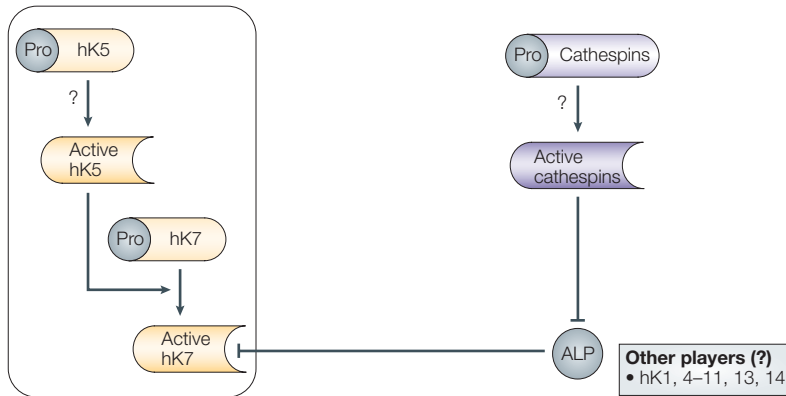 Pro hK5
?
Active
hK5
Pro hK7
Active
hK7
Pro Cathespins
?
Active
cathespins
ALP
Other players (?)
• hK1, 4–11, 13, 14